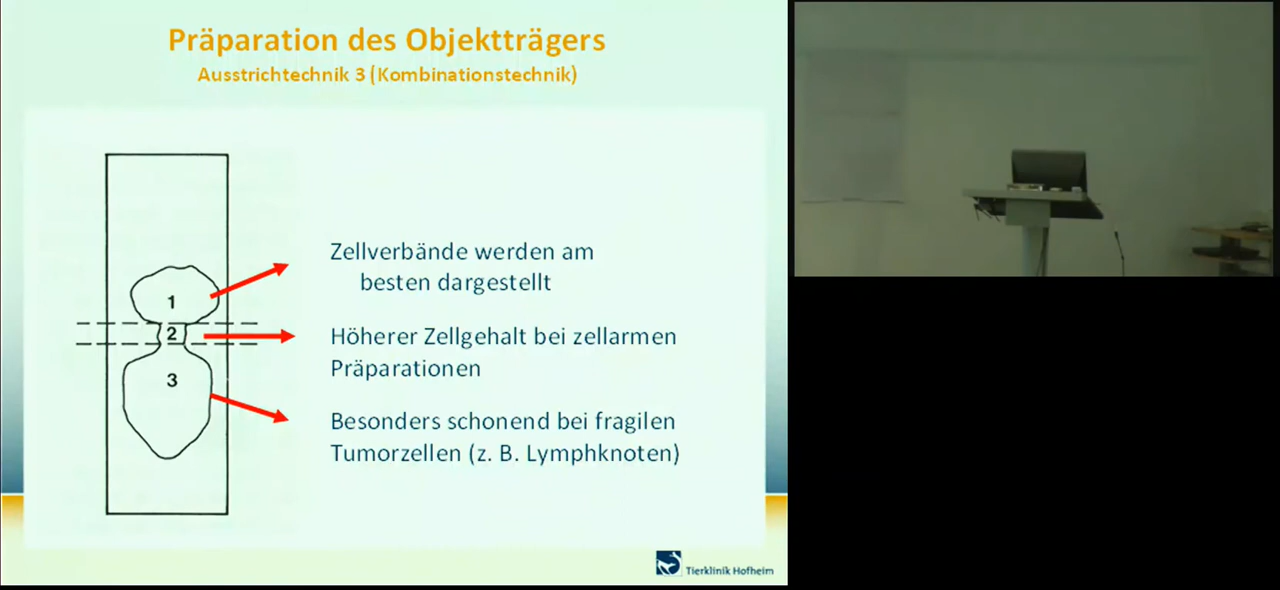 Präparation des Objektträgers
Ausstrichtechnik 3 (Kombinationstechnik)
1
2
3
Zellverbände werden am
besten dargestellt
Höherer Zellgehalt bei zellarmen
Präparationen
Besonders schonend bei fragilen
Tumorzellen (z. B. Lymphknoten)
Tierklinik Hofheim